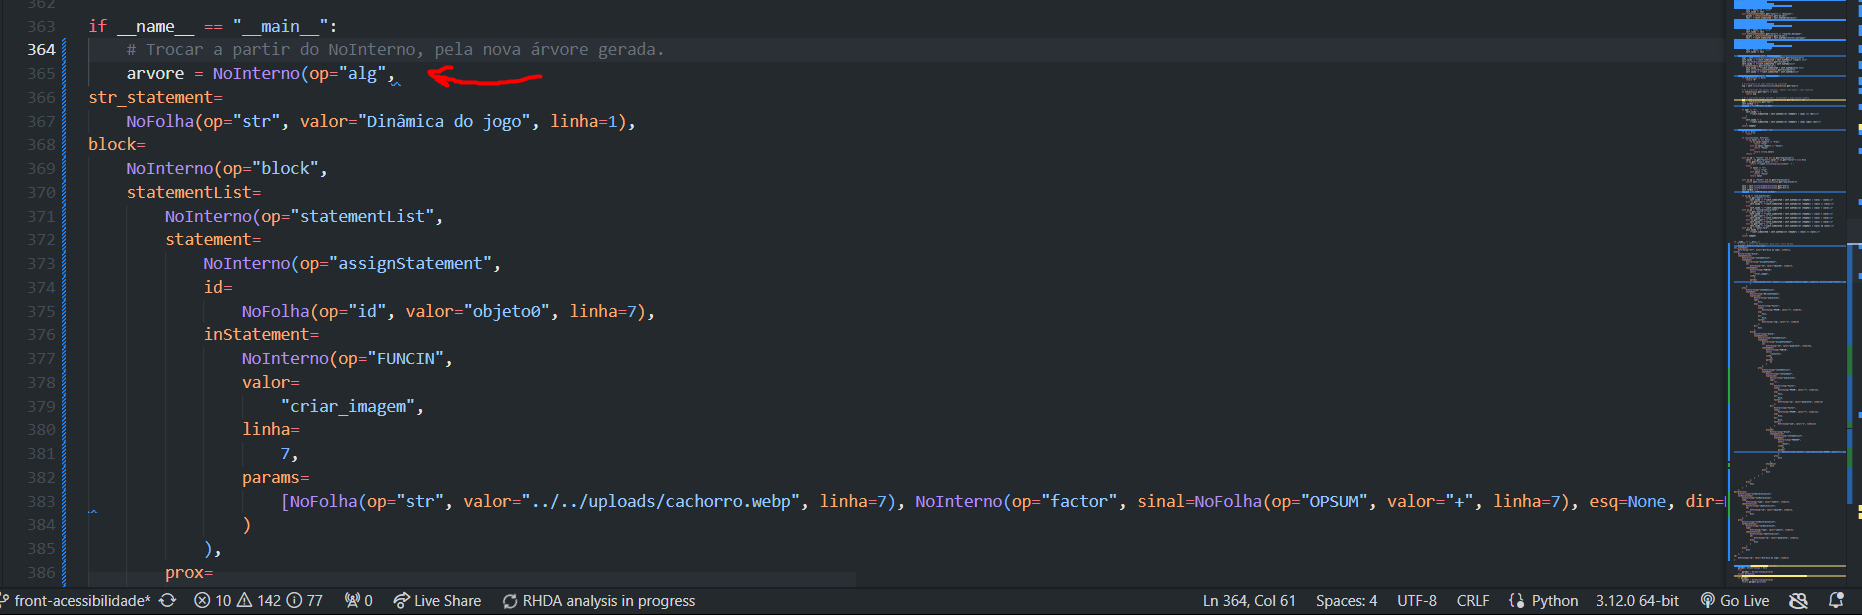 362
363 if __name__ == "__main__":
364 # Trocar a partir do NoInterno, pela nova árvore gerada.
365 arvore = NoInterno(op="alg",
366 str_statement=
367 NoFolha(op="str", valor="Dinâmica do jogo", linha=1),
368 block=
369 NoInterno(op="block",
370 statementList=
371 NoInterno(op="statementList",
372 statement=
373 NoInterno(op="assignStatement",
374 id=
375 NoFolha(op="id", valor="objeto0", linha=7),
376 inStatement=
377 NoInterno(op="FUNCIN",
378 valor=
379 "criar_imagem",
380 linha=
381 7,
382 params=
383 [NoFolha(op="str", valor="../../uploads/cachorro.webp", linha=7), NoInterno(op="factor", sinal=NoFolha(op="OPSUM", valor="+", linha=7), esq=None, dir=
384 )
385 ),
386 prox=
front-acessibilidade* 10 142 77 0 Live Share RHDA analysis in progress Ln 364, Col 61 Spaces: 4 UTF-8 CRLF Python 3.12.0 64-bit Go Live